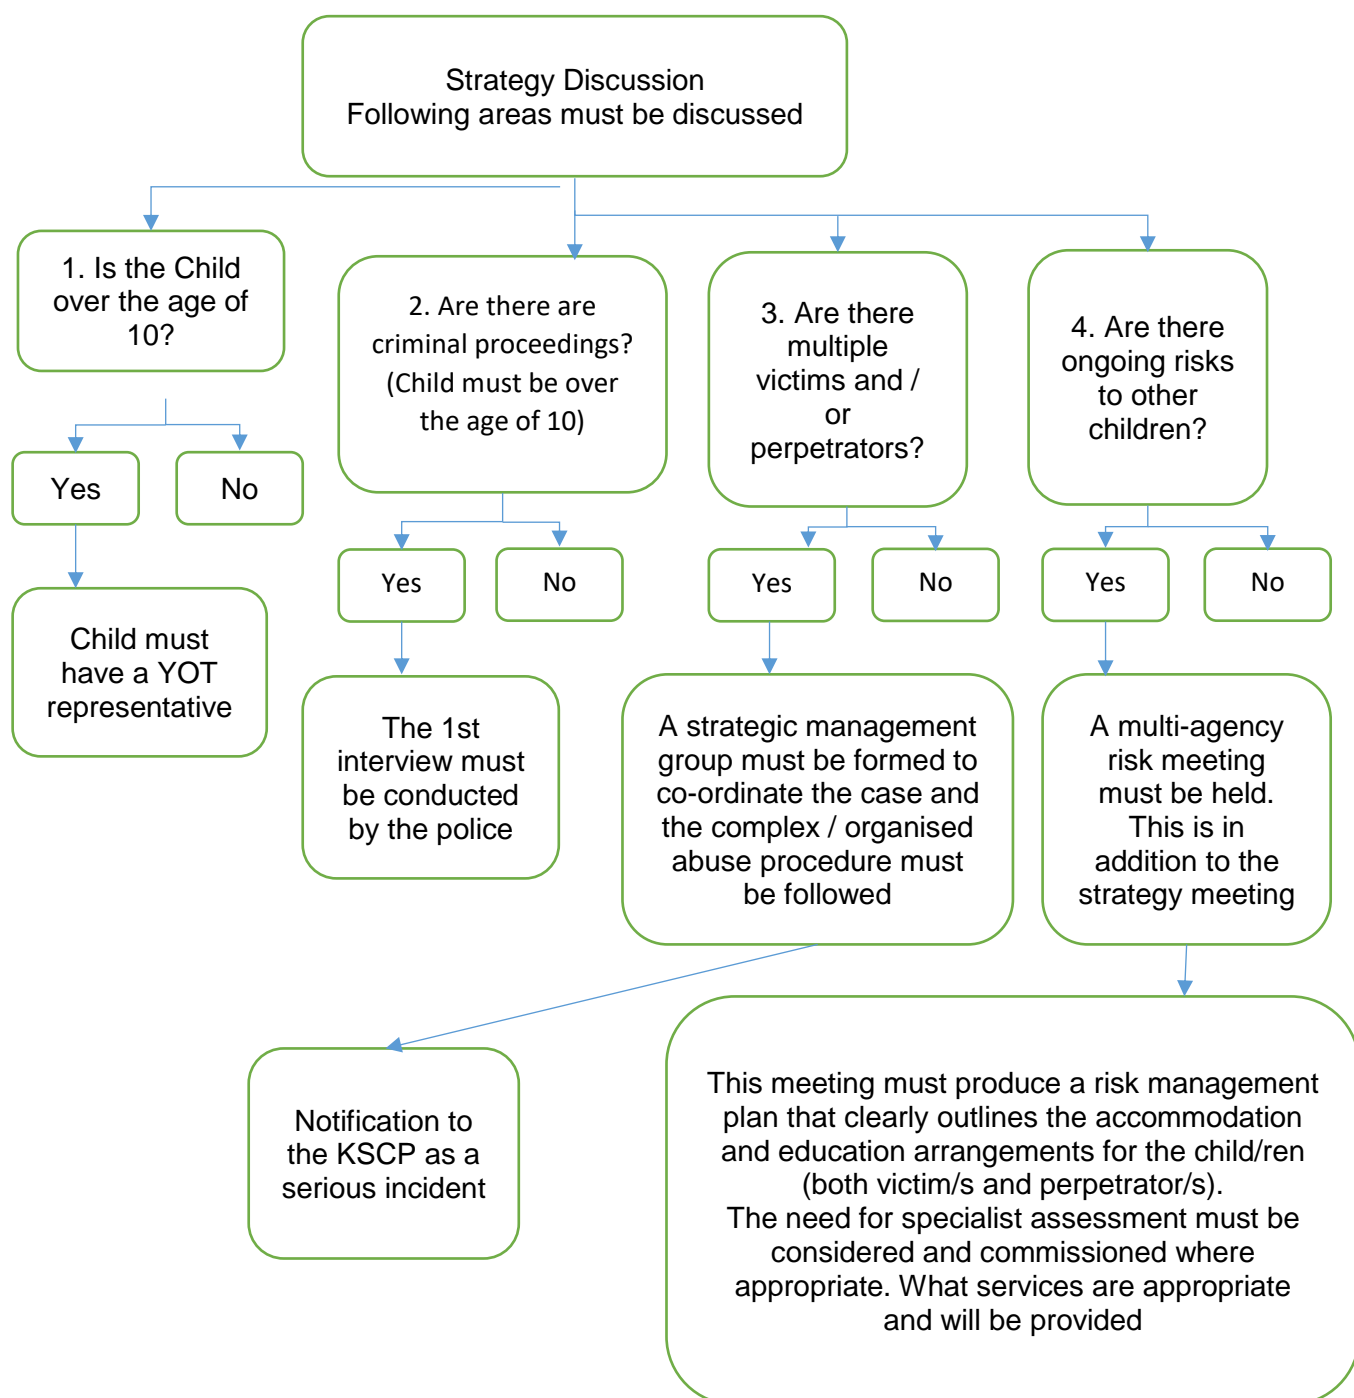 Strategy Discussion
Following areas must be discussed
1. Is the Child
over the age of
10?
2. Are there are
criminal proceedings?
(Child must be over
the age of 10)
3. Are there
multiple
victims and /
or
perpetrators?
4. Are there
ongoing risks
to other
children?
Yes
No
Yes
No
Yes
No
Yes
No
Child must
have a YOT
representative
The 1st
interview must
be conducted
by the police
A strategic management
group must be formed to
co-ordinate the case and
the complex / organised
abuse procedure must
be followed
A multi-agency
risk meeting
must be held.
This is in
addition to the
strategy meeting
Notification to
the KSCP as a
serious incident
This meeting must produce a risk management
plan that clearly outlines the accommodation
and education arrangements for the child/ren
(both victim/s and perpetrator/s).
The need for specialist assessment must be
considered and commissioned where
appropriate. What services are appropriate
and will be provided